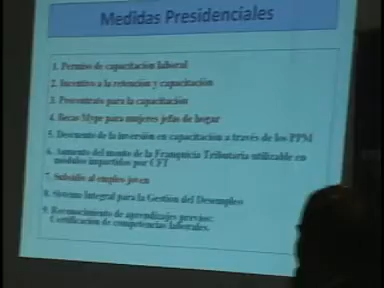 Medidas Presidenciales
1. Permiso de capacitación laboral
2. Incentivo a la retención y capacitación
3. Precontrato para la capacitación
4. Becas Mype para mujeres jefas de hogar
5. Descuento de la inversión en capacitación a través de los PPM
6. Aumento del monto de la Franquicia Tributaria utilizable en
módulos impartidos por CFT
7. Subsidio al empleo joven
8. Sistema Integral para la Gestión del Desempleo
9. Reconocimiento de aprendizajes previos:
Certificación de competencias laborales.